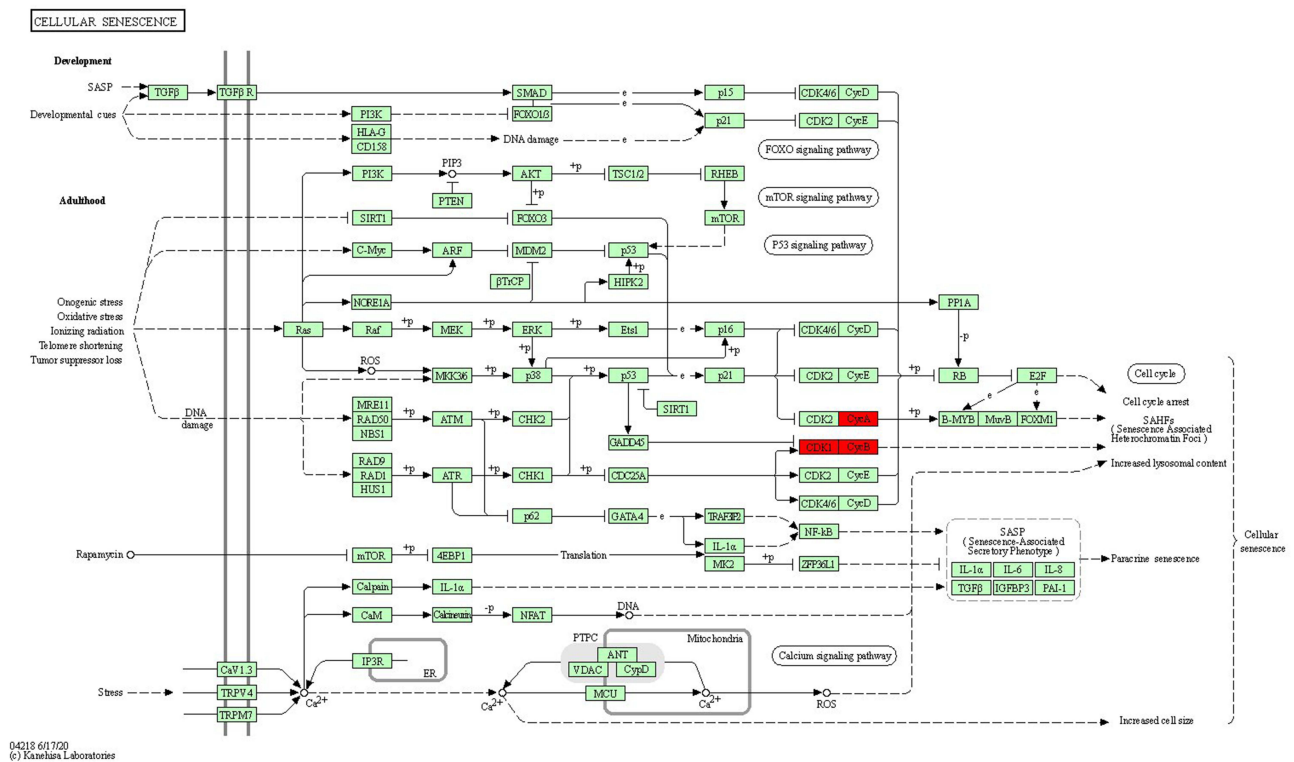 CELLULAR SENESCENCE
Development
SASP
TGFβ
TGFβ R
SMAD
e
p15
CDK4/6
CycD
Developmental cues
PI3K
FOXO1/3
e
p21
CDK2
CycE
HLA-G
CD158
DNA damage
e
FOXO signaling pathway
PI3K
PIP3
AKT
+p
TSC1/2
RHEB
PTEN
+p
mTOR signaling pathway
Adulthood
SIRT1
FOXO3
mTOR
C-Myc
ARF
MDM2
p53
P53 signaling pathway
βTrCP
HIPK2
+p
NORE1A
PP1A
Onogenic stress
Oxidative stress
Ionizing radiation
Telomere shortening
Tumor suppressor loss
Ras
Raf
+p
MEK
+p
ERK
+p
Ets1
e
p16
CDK4/6
CycD
-p
ROS
+p
+p
MKK3/6
+p
p38
p53
e
p21
CDK2
CycE
+p
RB
E2F
Cell cycle
Cell cycle arrest
e
e
DNA
damage
MRE11
RAD50
NBS1
+p
ATM
+p
CHK2
SIRT1
CDK2
CycA
+p
B-MYB
MuvB
FOXM1
SAHFs
( Senescence Associated
Heterochromatin Foci )
GADD45
CDK1
CycB
RAD9
RAD1
HUS1
+p
ATR
+p
CHK1
+p
CDC25A
CDK2
CycE
Increased lysosomal content
CDK4/6
CycD
p62
GATA4
e
TRAF3IP2
NF-kB
IL-1α
SASP
( Senescence-Associated
Secretory Phenotype )
IL-1α
IL-6
IL-8
TGFβ
IGFBP3
PAI-1
Paracrine senescence
Cellular
senescence
Rapamycin
mTOR
+p
4EBP1
Translation
MK2
+p
ZFP36L1
Calpain
IL-1α
CaM
Calcineurin
-p
NFAT
DNA
PTPC
Mitochondria
ANT
VDAC
CypD
MCU
Calcium signaling pathway
IP3R
ER
Stress
CaV1.3
TRPV4
TRPM7
Ca2+
Ca2+
Ca2+
ROS
Increased cell size
04218 6/17/20
(c) Kanehisa Laboratories